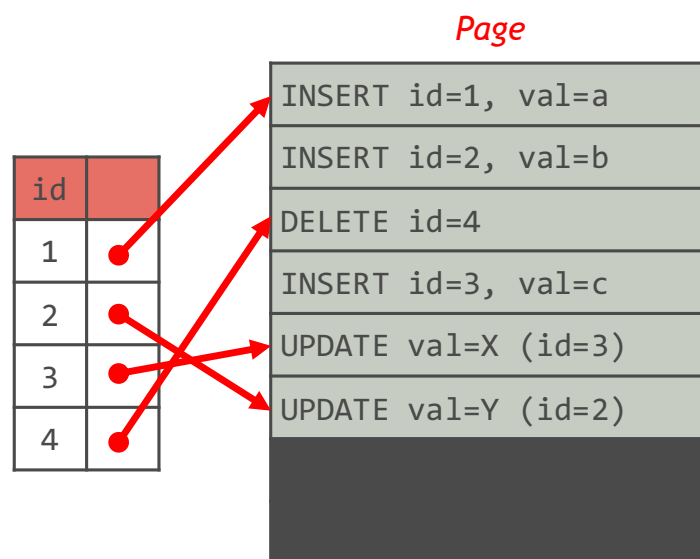 Page
INSERT id=1, val=a
INSERT id=2, val=b
DELETE id=4
INSERT id=3, val=c
UPDATE val=X (id=3)
UPDATE val=Y (id=2)
id
1
2
3
4